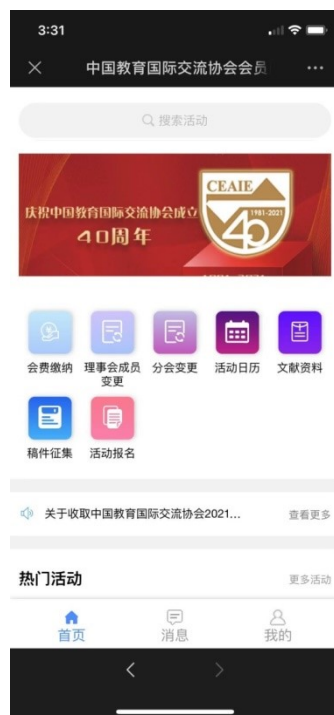 3:31
中国教育国际交流协会会员
搜索活动
庆祝中国教育国际交流协会成立
40周年
CEAIE
1981-2021
40
会费缴纳
理事会成员
变更
分会变更
活动日历
文献资料
稿件征集
活动报名
关于收取中国教育国际交流协会2021...
查看更多
热门活动
更多活动
首页
消息
我的